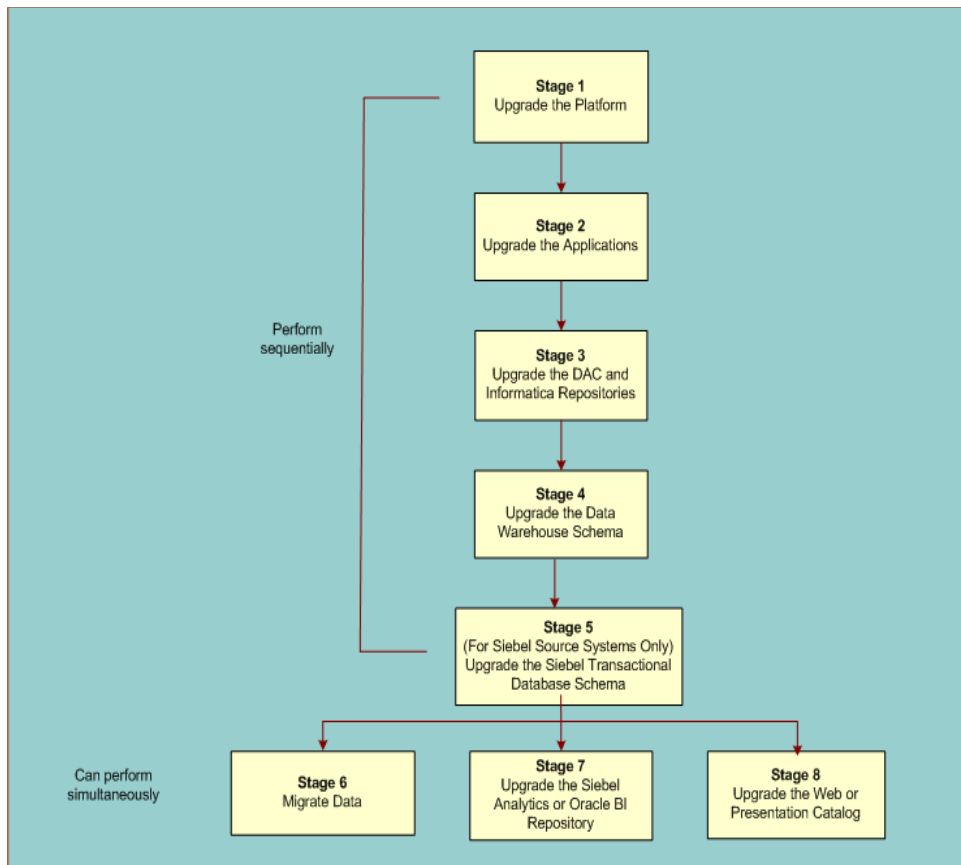 Stage 1
Upgrade the Platform
Stage 2
Upgrade the Applications
Perform
sequentially
Stage 3
Upgrade the DAC and
Informatica Repositories
Stage 4
Upgrade the Data
Warehouse Schema
Stage 5
(For Siebel Source Systems Only)
Upgrade the Siebel Transactional
Database Schema
Can perform
simultaneously
Stage 6
Migrate Data
Stage 7
Upgrade the Siebel
Analytics or Oracle BI
Repository
Stage 8
Upgrade the Web or
Presentation Catalog